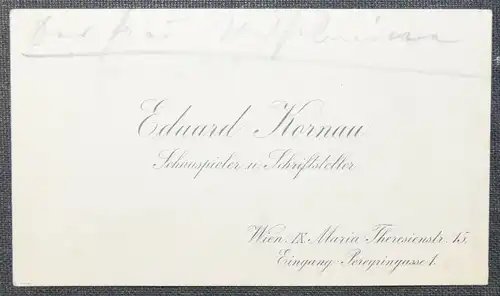 Eduard Kornau
Schauspieler u. Schriftsteller
Wien, IX. Maria Theresienstr. 15.
Eingang Peregringasse 1.